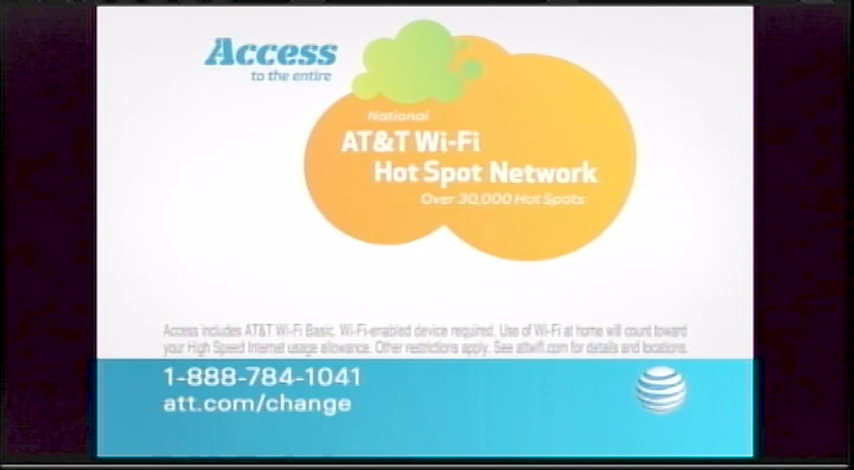 Access
to the entire
National
AT&T Wi-Fi
Hot Spot Network
Over 30,000 Hot Spots
Access includes AT&T Wi-Fi Basic. Wi-Fi-enabled device required. Use of Wi-Fi at home will count toward
your High Speed Internet usage allowance. Other restrictions apply. See attwifi.com for details and locations.
1-888-784-1041
att.com/change